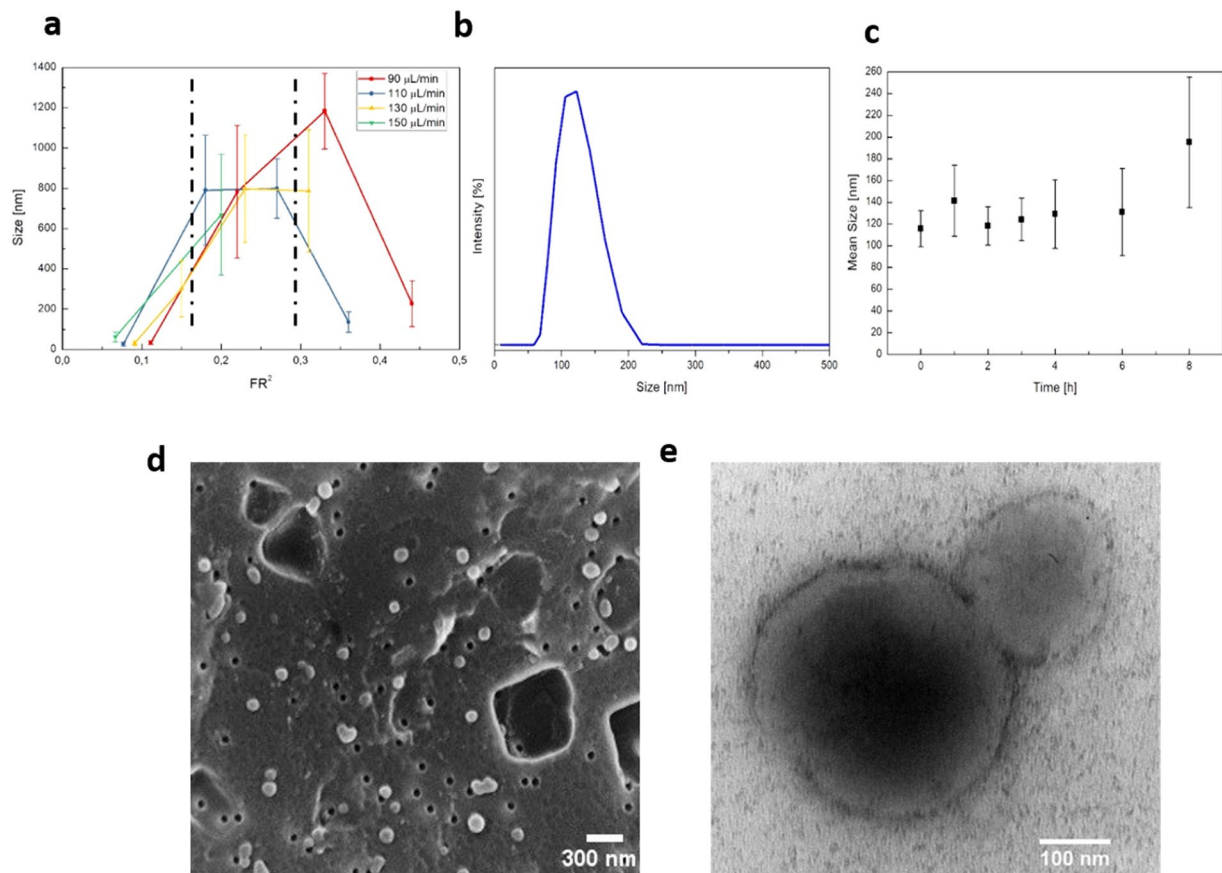 a
1400
1200
1000
800
600
400
200
0
Size [nm]
90 µL/min
110 µL/min
130 µL/min
150 µL/min
0,0 0,1 0,2 0,3 0,4 0,5
FR²
b
Intensity [%]
0 100 200 300 400 500
Size [nm]
c
260
240
220
200
180
160
140
120
100
80
60
40
20
0
Mean Size [nm]
0 2 4 6 8
Time [h]
d
300 nm
e
100 nm